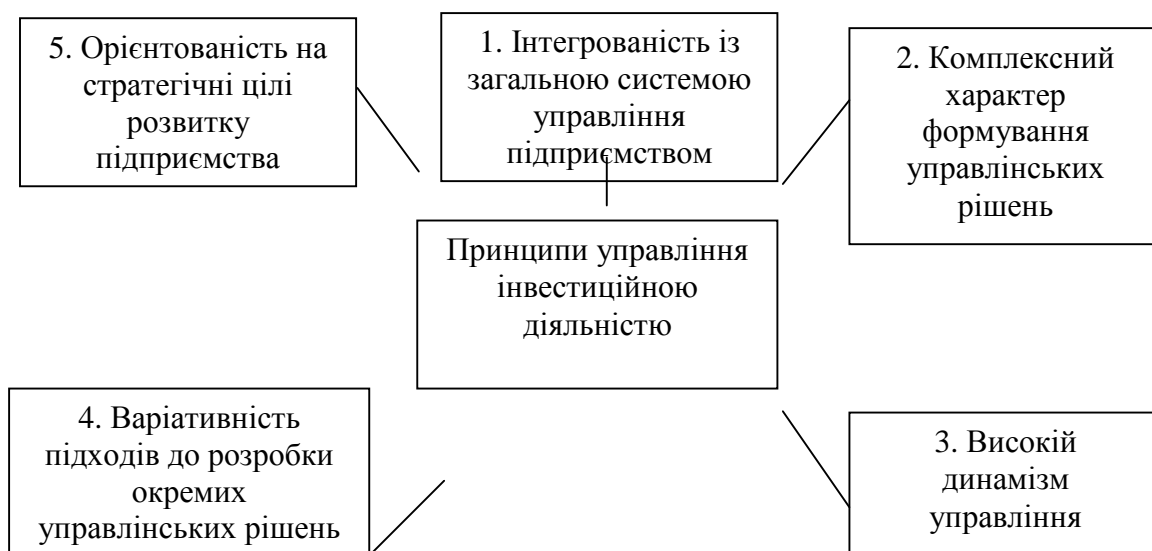 5. Орієнтованість на
стратегічні цілі
розвитку
підприємства
1. Інтегрованість із
загальною системою
управління
підприємством
2. Комплексний
характер
формування
управлінських
рішень
Принципи управління
інвестиційною
діяльністю
4. Варіативність
підходів до розробки
окремих
управлінських рішень
3. Високій
динамізм
управління